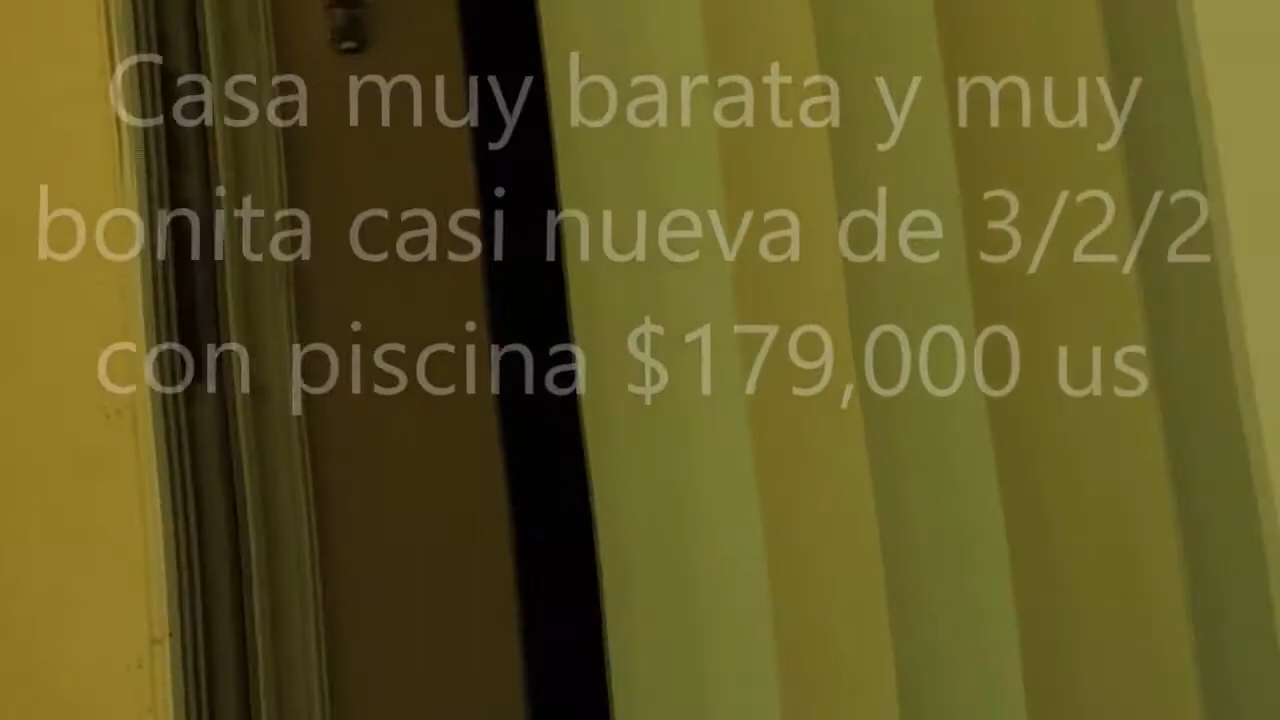 Casa muy barata y muy
bonita casi nueva de 3/2/2
con piscina $179,000 us